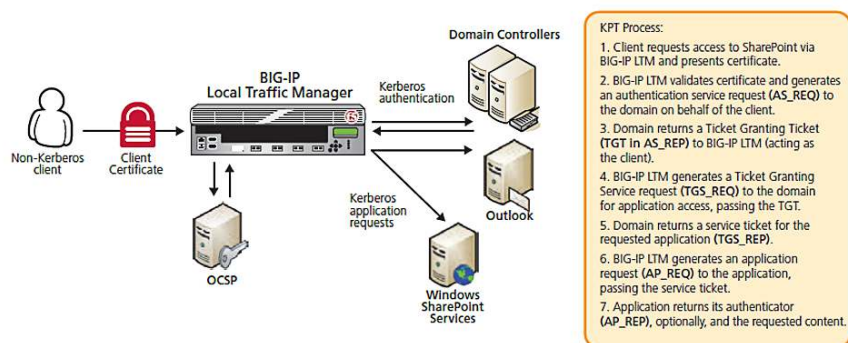 Domain Controllers
BIG-IP
Local Traffic Manager
Kerberos
authentication
f5
Non-Kerberos
client
Client
Certificate
Kerberos
application
requests
Outlook
OCSP
Windows
SharePoint
Services
KPT Process:
1. Client requests access to SharePoint via
BIG-IP LTM and presents certificate.
2. BIG-IP LTM validates certificate and generates
an authentication service request (AS_REQ) to
the domain on behalf of the client.
3. Domain returns a Ticket Granting Ticket
(TGT in AS_REP) to BIG-IP LTM (acting as
the client).
4. BIG-IP LTM generates a Ticket Granting
Service request (TGS_REQ) to the domain
for application access, passing the TGT.
5. Domain returns a service ticket for the
requested application (TGS_REP).
6. BIG-IP LTM generates an application
request (AP_REQ) to the application,
passing the service ticket.
7. Application returns its authenticator
(AP_REP), optionally, and the requested content.